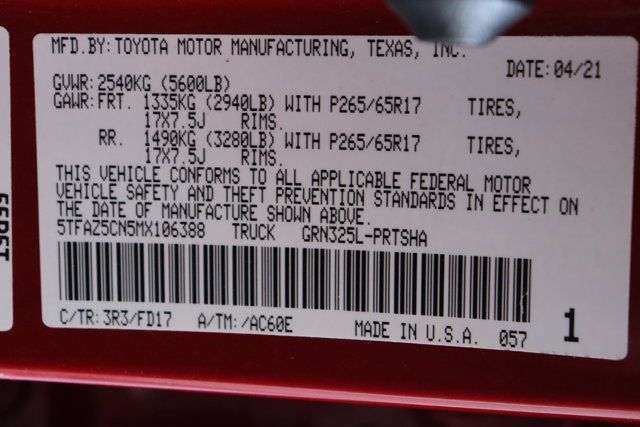 MFD.BY:TOYOTA MOTOR MANUFACTURING, TEXAS, INC.
DATE:04/21
GVWR:2540KG (5600LB)
GAWR:FRT. 1335KG (2940LB) WITH P265/65R17 TIRES,
17X7.5J RIMS.
RR. 1490KG (3280LB) WITH P265/65R17 TIRES,
17X7.5J RIMS.
THIS VEHICLE CONFORMS TO ALL APPLICABLE FEDERAL MOTOR
VEHICLE SAFETY AND THEFT PREVENTION STANDARDS IN EFFECT ON
THE DATE OF MANUFACTURE SHOWN ABOVE.
5TFAZ5CN5MX106388 TRUCK GRN325L-PRTSHA
C/TR:3R3/FD17 A/TM:/AC60E MADE IN U.S.A. 057 1